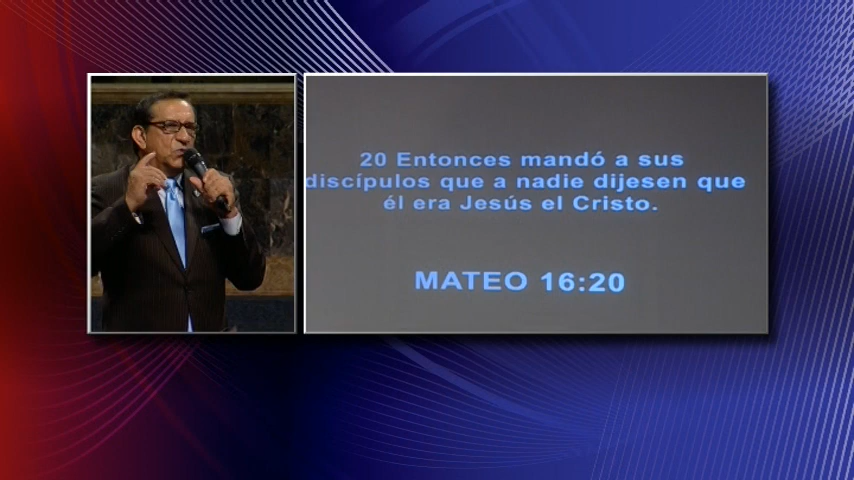 20 Entonces mandó a sus
discípulos que a nadie dijesen que
él era Jesús el Cristo.
MATEO 16:20